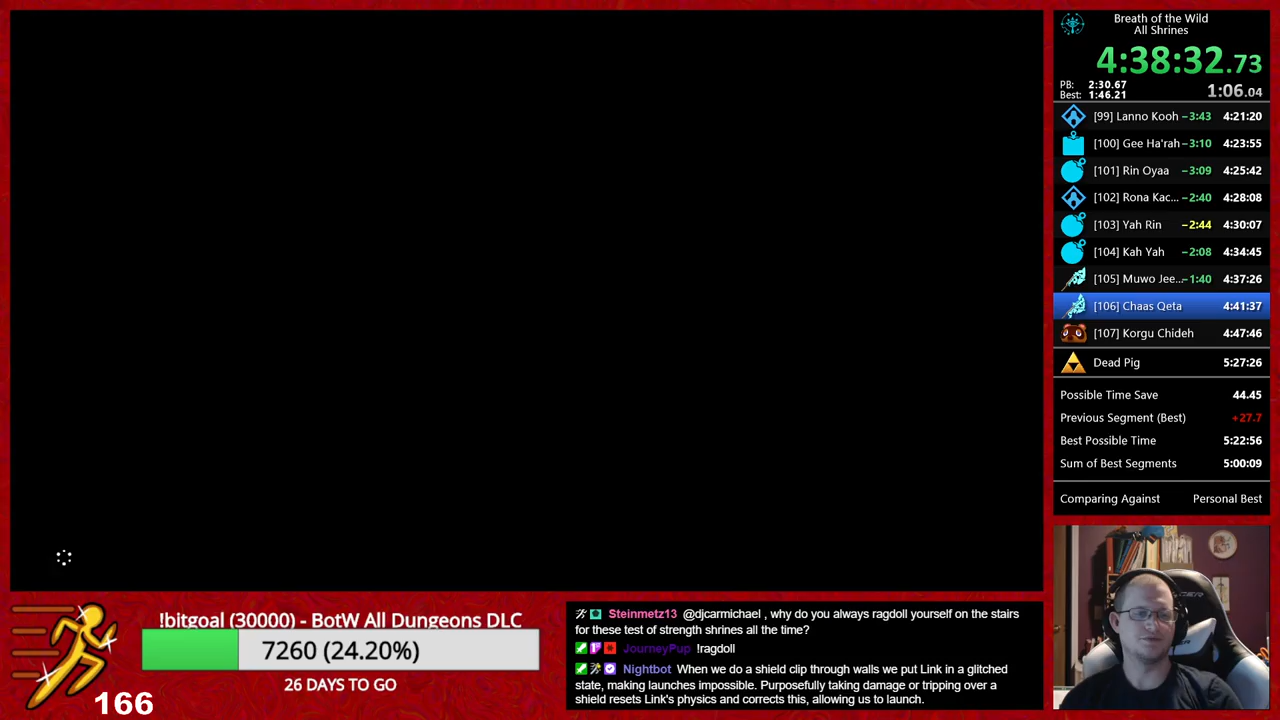 Breath of the Wild
All Shrines
4:38:32.73
PB: 2:30.67
Best: 1:46.21
1:06.04
[99] Lanno Kooh -3:43 4:21:20
[100] Gee Ha'rah -3:10 4:23:55
[101] Rin Oyaa -3:09 4:25:42
[102] Rona Kac... -2:40 4:28:08
[103] Yah Rin -2:44 4:30:07
[104] Kah Yah -2:08 4:34:45
[105] Muwo Jee... -1:40 4:37:26
[106] Chaas Qeta 4:41:37
[107] Korgu Chideh 4:47:46
Dead Pig 5:27:26
Possible Time Save 44.45
Previous Segment (Best) +27.7
Best Possible Time 5:22:56
Sum of Best Segments 5:00:09
Comparing Against Personal Best
166
!bitgoal (30000) - BotW All Dungeons DLC
7260 (24.20%)
26 DAYS TO GO
Steinmetz13 @djcarmichael , why do you always ragdoll yourself on the stairs
for these test of strength shrines all the time?
JourneyPup !ragdoll
Nightbot When we do a shield clip through walls we put Link in a glitched
state, making launches impossible. Purposefully taking damage or tripping over a
shield resets Link's physics and corrects this, allowing us to launch.